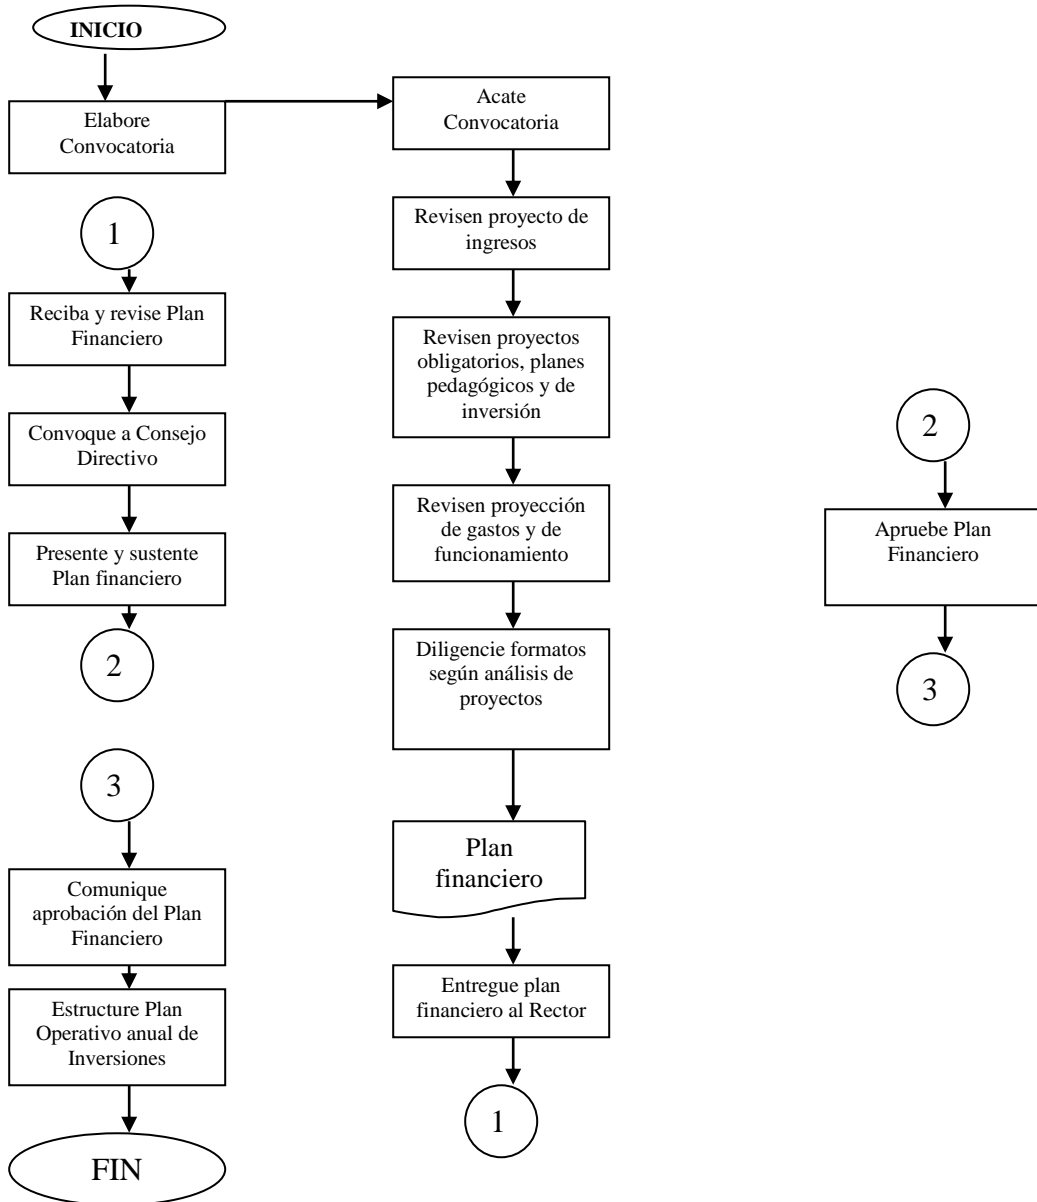 INICIO
Elabore
Convocatoria
1
Reciba y revise Plan
Financiero
Convoque a Consejo
Directivo
Presente y sustente
Plan financiero
2
3
Comunique
aprobación del Plan
Financiero
Estructure Plan
Operativo anual de
Inversiones
FIN
Acate
Convocatoria
Revisen proyecto de
ingresos
Revisen proyectos
obligatorios, planes
pedagógicos y de
inversión
Revisen proyección
de gastos y de
funcionamiento
Diligencie formatos
según análisis de
proyectos
Plan
financiero
Entregue plan
financiero al Rector
1
2
Apruebe Plan
Financiero
3